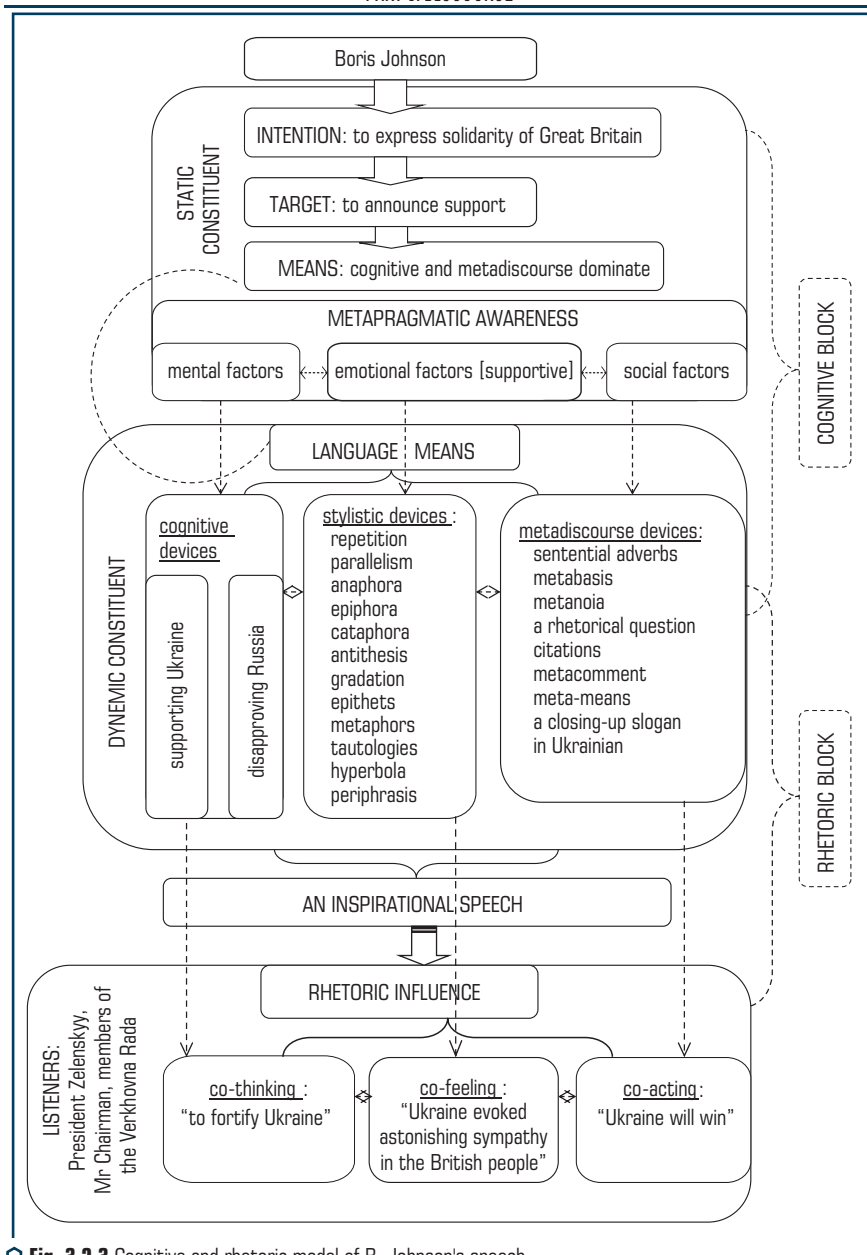 Boris Johnson
INTENTION: to express solidarity of Great Britain
TARGET: to announce support
MEANS: cognitive and metadiscourse dominate
STATIC
CONSTITUENT
METAPRAGMATIC AWARENESS
mental factors
emotional factors [supportive]
social factors
COGNITIVE BLOCK
LANGUAGE MEANS
DYNEMIC CONSTITUENT
cognitive
devices
supporting Ukraine
disapproving Russia
stylistic devices :
repetition
parallelism
anaphora
epiphora
cataphora
antithesis
gradation
epithets
metaphors
tautologies
hyperbola
periphrasis
metadiscourse devices:
sentential adverbs
metabasis
metanoia
a rhetorical question
citations
metacomment
meta-means
a closing-up slogan
in Ukrainian
RHETORIC BLOCK
AN INSPIRATIONAL SPEECH
RHETORIC INFLUENCE
LISTENERS:
President Zelenskyy,
Mr Chairman, members of
the Verkhovna Rada
co-thinking :
“to fortify Ukraine”
co-feeling :
“Ukraine evoked
astonishing sympathy
in the British people”
co-acting:
“Ukraine will win”
Fig. 3.2.3 Cognitive and rhetoric model of B. Johnson's speech